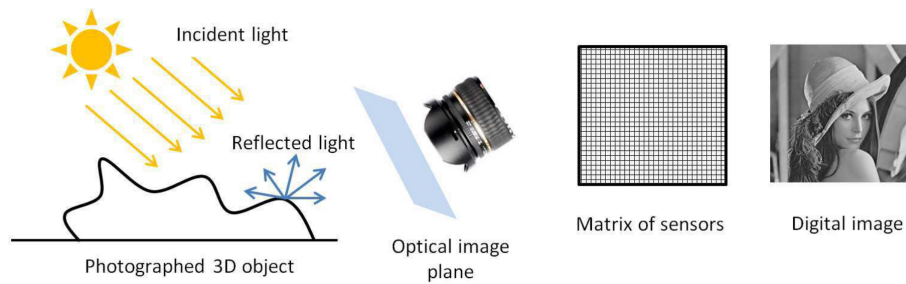 Incident light
Reflected light
Photographed 3D object
Optical image
plane
Matrix of sensors
Digital image